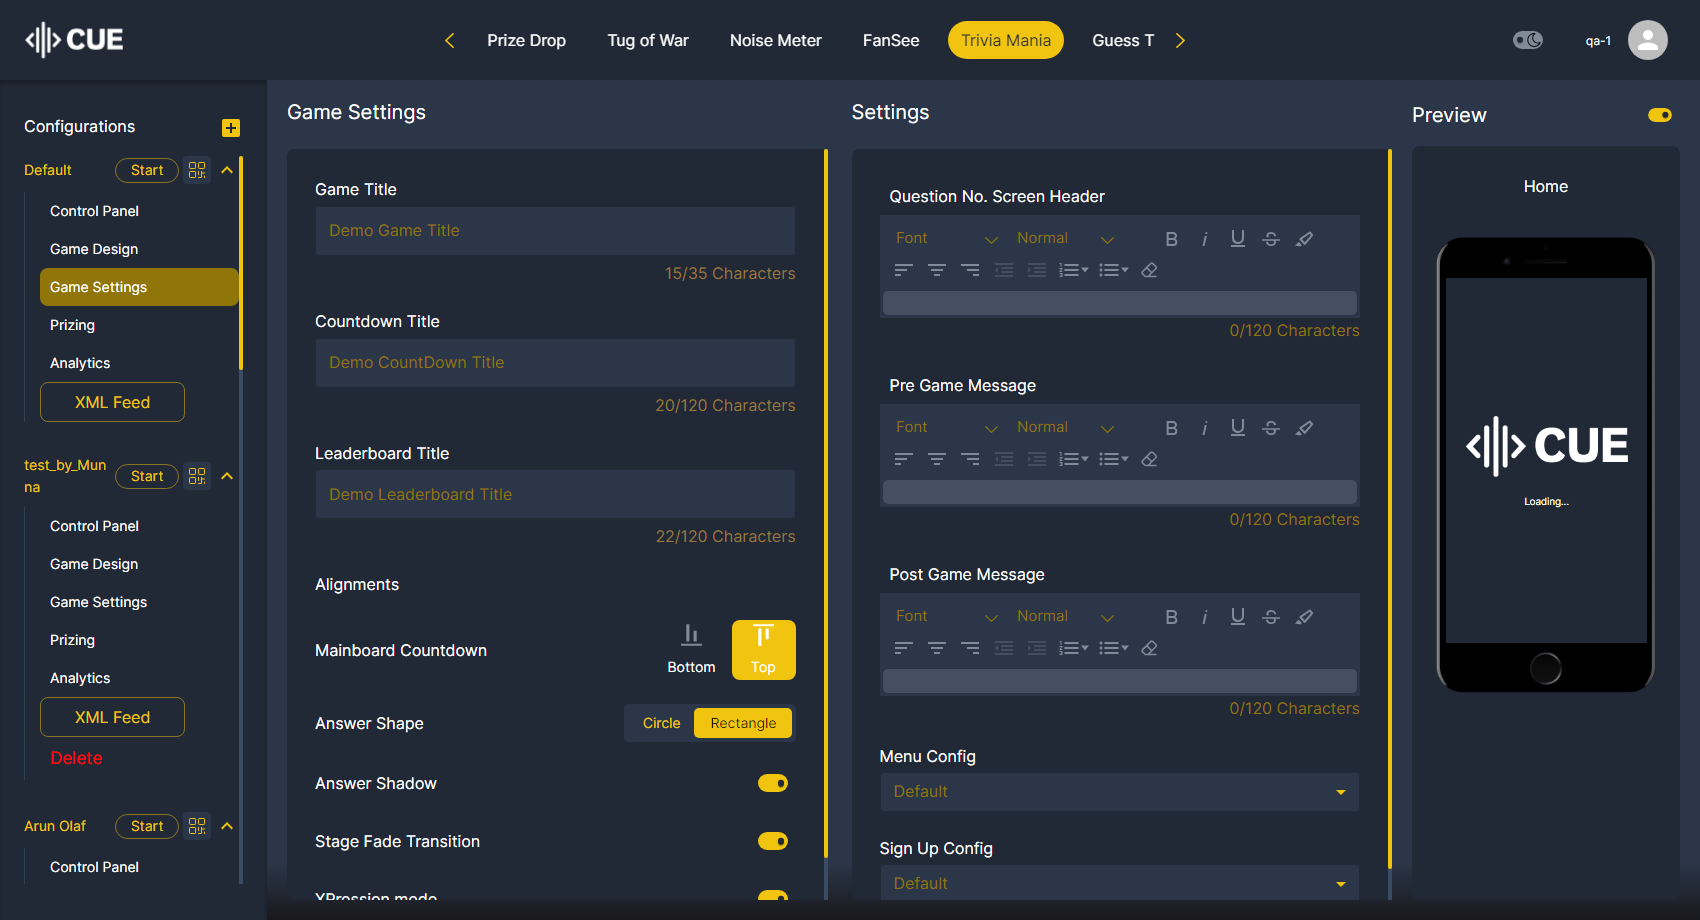 CUE
Prize Drop
Tug of War
Noise Meter
FanSee
Trivia Mania
Guess T
qa-1
Configurations
Default
Start
Control Panel
Game Design
Game Settings
Prizing
Analytics
XML Feed
test_by_Mun
na
Start
Control Panel
Game Design
Game Settings
Prizing
Analytics
XML Feed
Delete
Arun Olaf
Start
Control Panel
Game Settings
Game Title
Demo Game Title
15/35 Characters
Countdown Title
Demo CountDown Title
20/120 Characters
Leaderboard Title
Demo Leaderboard Title
22/120 Characters
Alignments
Mainboard Countdown
Bottom
Top
Answer Shape
Circle
Rectangle
Answer Shadow
Stage Fade Transition
XPression mode
Settings
Question No. Screen Header
Font
Normal
0/120 Characters
Pre Game Message
Font
Normal
0/120 Characters
Post Game Message
Font
Normal
0/120 Characters
Menu Config
Default
Sign Up Config
Default
Preview
Home
CUE
Loading...